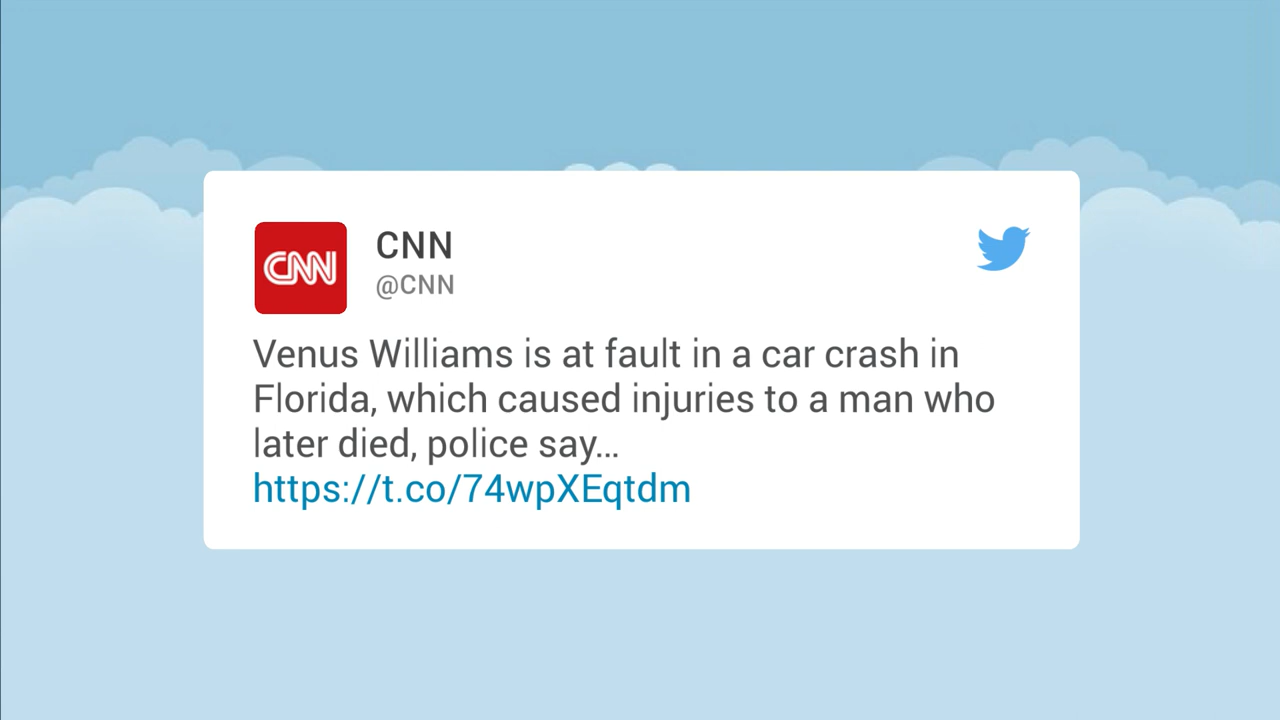 CNN
CNN
@CNN
Venus Williams is at fault in a car crash in
Florida, which caused injuries to a man who
later died, police say...
https://t.co/74wpXEqtdm